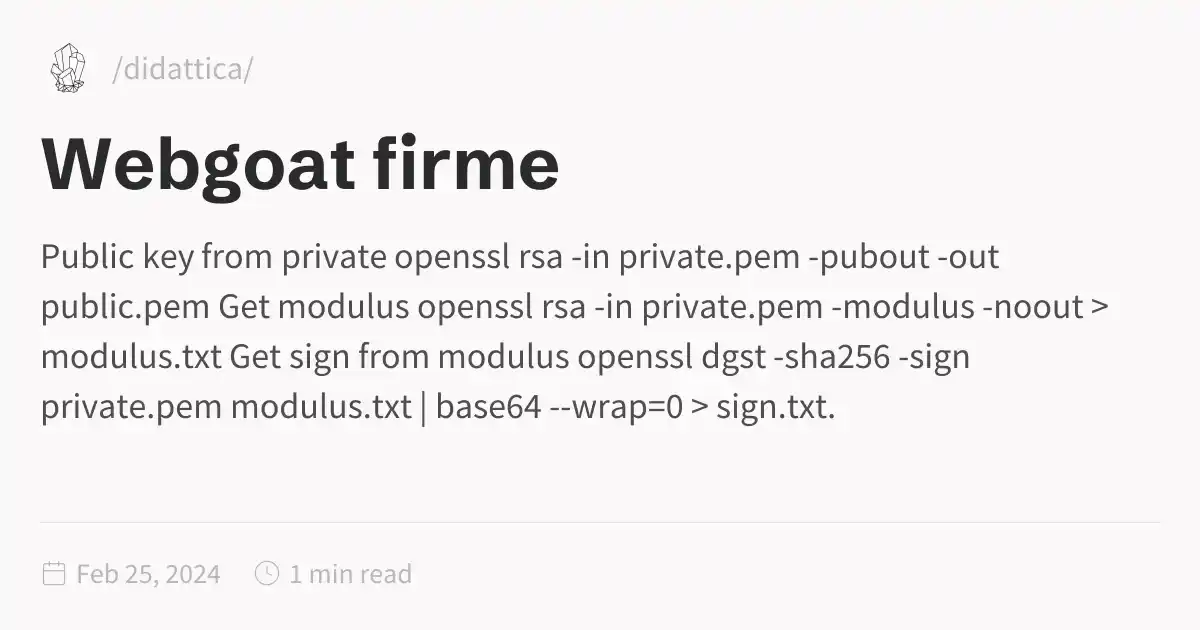 /didattica/
Webgoat firme
Public key from private openssl rsa -in private.pem -pubout -out
public.pem Get modulus openssl rsa -in private.pem -modulus -noout >
modulus.txt Get sign from modulus openssl dgst -sha256 -sign
private.pem modulus.txt | base64 --wrap=0 > sign.txt.
Feb 25, 2024 1 min read